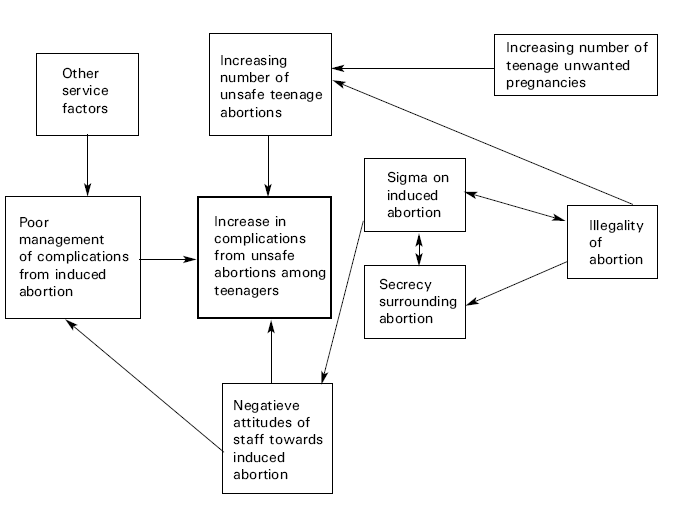 Other
service
factors
Increasing
number of
unsafe teenage
abortions
Increasing number of
teenage unwanted
pregnancies
Poor
management
of complications
from induced
abortion
Increase in
complications
from unsafe
abortions among
teenagers
Sigma on
induced
abortion
Secrecy
surrounding
abortion
Illegality
of
abortion
Negatieve
attitudes of
staff towards
induced
abortion